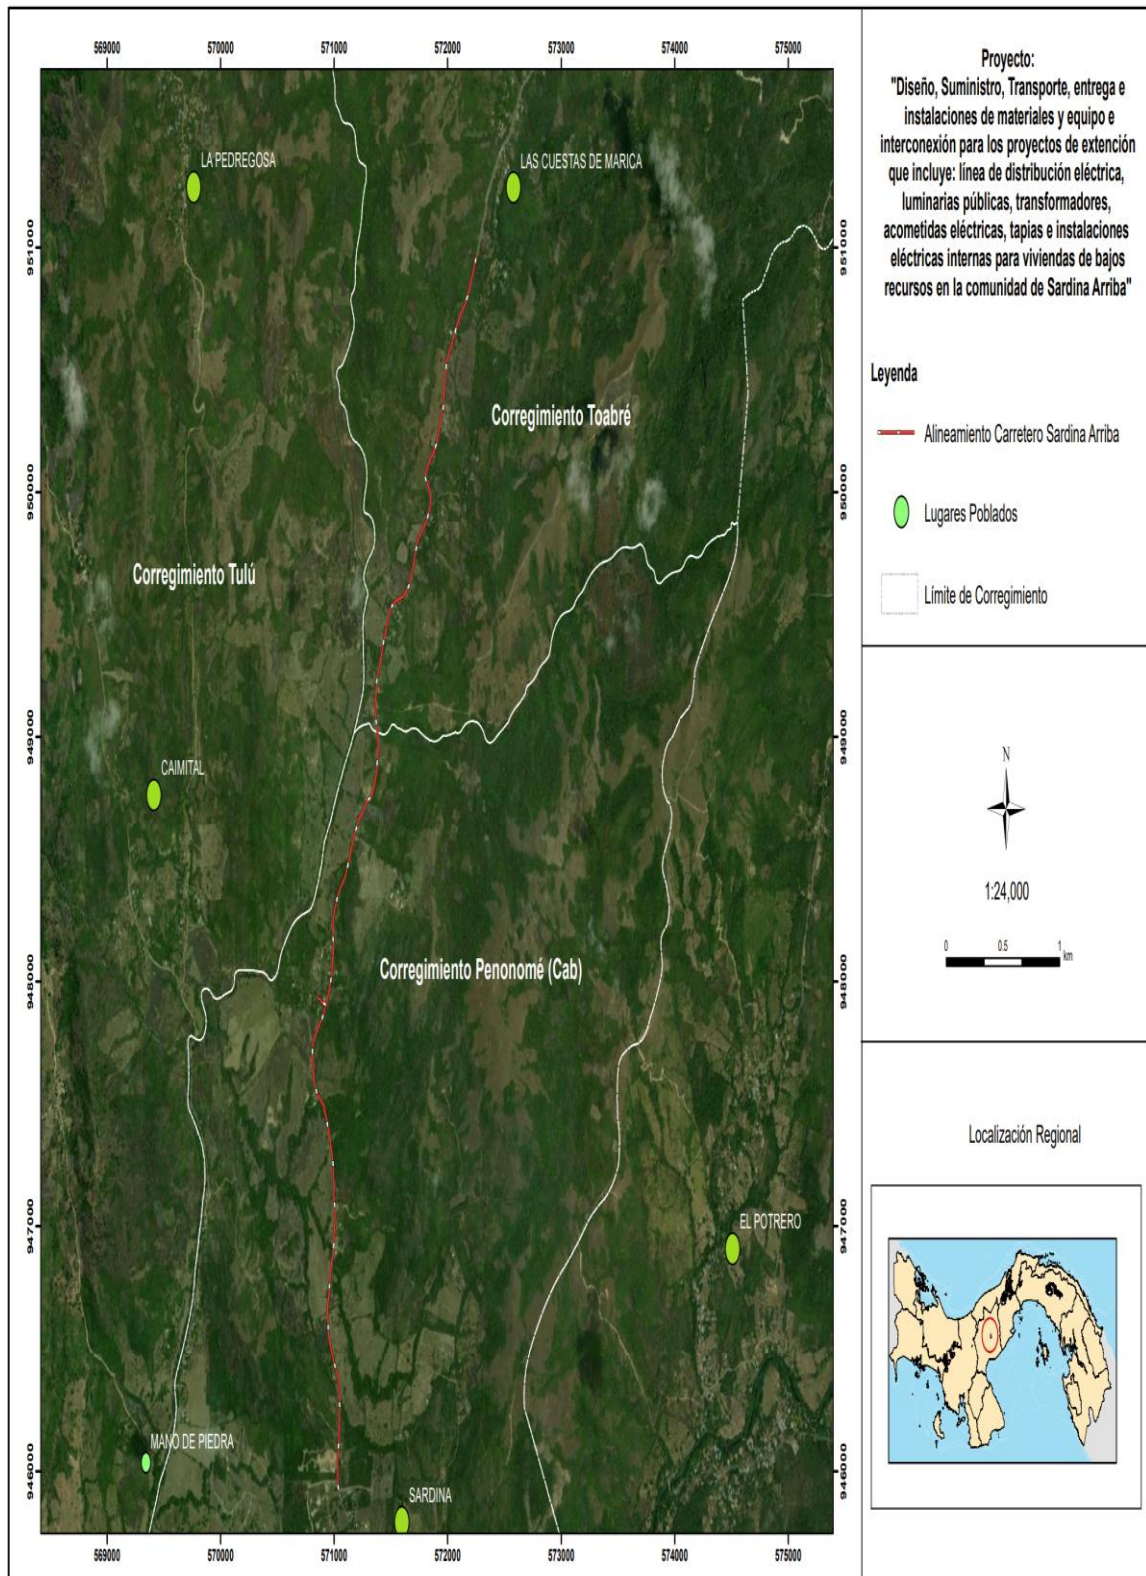 Proyecto:
"Diseño, Suministro, Transporte, entrega e
instalaciones de materiales y equipo e
interconexión para los proyectos de extención
que incluye: línea de distribución eléctrica,
luminarias públicas, transformadores,
acometidas eléctricas, tapias e instalaciones
eléctricas internas para viviendas de bajos
recursos en la comunidad de Sardina Arriba"
Leyenda
Alineamiento Carretero Sardina Arriba
Lugares Poblados
Límite de Corregimiento
N
1:24,000
0 0.5 1
km
Localización Regional
569000 570000 571000 572000 573000 574000 575000
951000 951000
950000 950000
949000 949000
948000 948000
947000 947000
946000 946000
569000 570000 571000 572000 573000 574000 575000
LA PEDREGOSA
LAS CUESTAS DE MARICA
Corregimiento Toabré
Corregimiento Tulú
CAIMITAL
Corregimiento Penonomé (Cab)
EL POTRERO
MANO DE PIEDRA
SARDINA